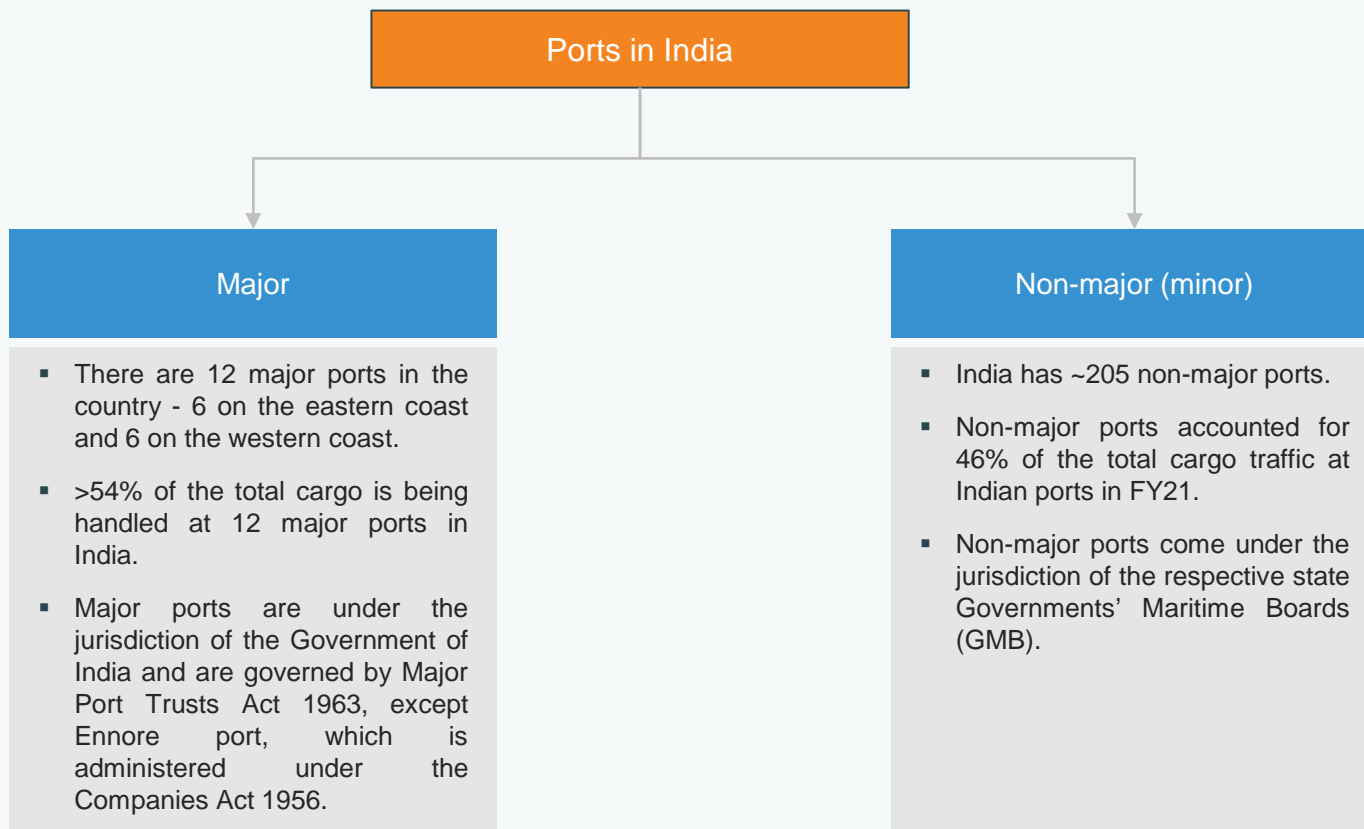 Ports in India
Major
▪ There are 12 major ports in the
country - 6 on the eastern coast
and 6 on the western coast.
▪ >54% of the total cargo is being
handled at 12 major ports in
India.
▪ Major ports are under the
jurisdiction of the Government of
India and are governed by Major
Port Trusts Act 1963, except
Ennore port, which is
administered under the
Companies Act 1956.
Non-major (minor)
▪ India has ~205 non-major ports.
▪ Non-major ports accounted for
46% of the total cargo traffic at
Indian ports in FY21.
▪ Non-major ports come under the
jurisdiction of the respective state
Governments’ Maritime Boards
(GMB).